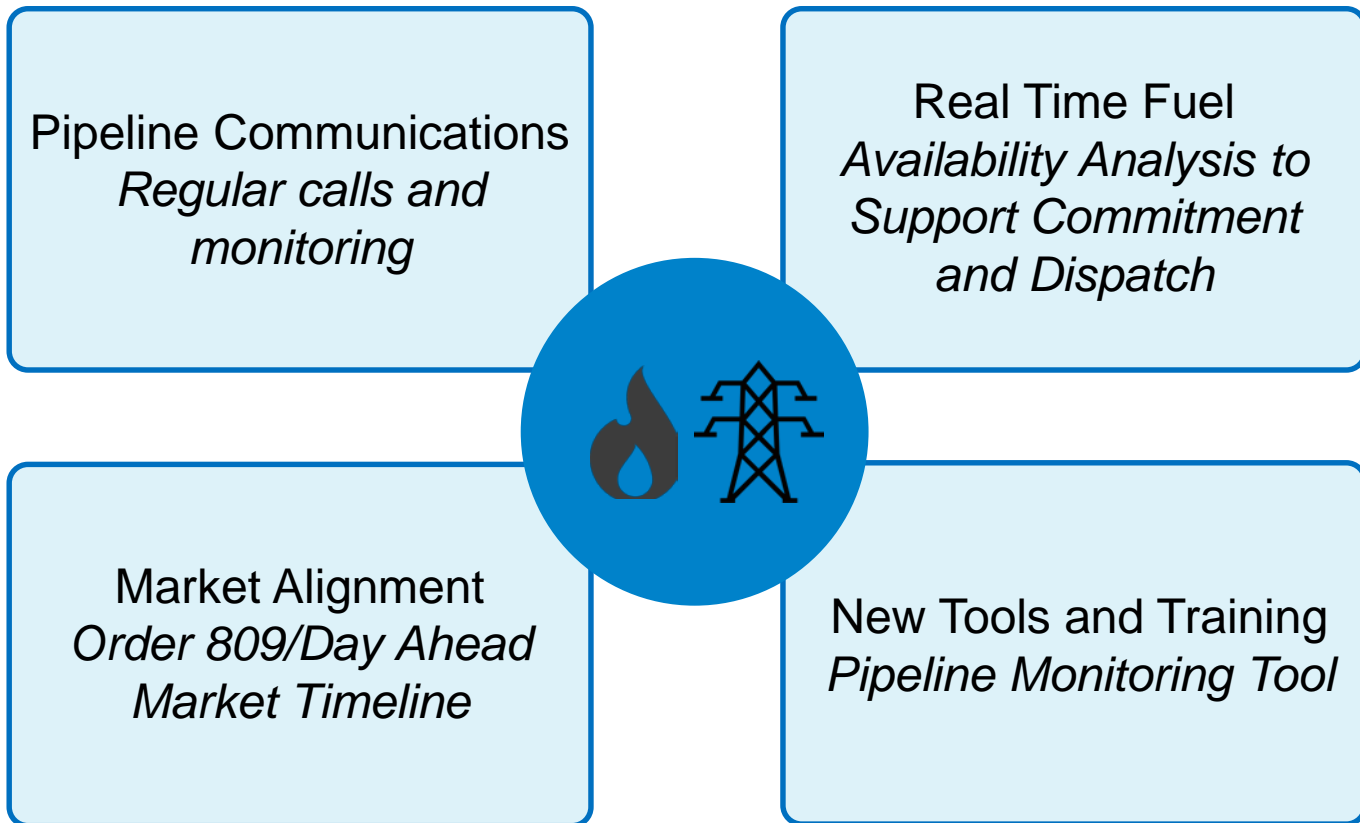 Pipeline Communications
Regular calls and
monitoring
Real Time Fuel
Availability Analysis to
Support Commitment
and Dispatch
Market Alignment
Order 809/Day Ahead
Market Timeline
New Tools and Training
Pipeline Monitoring Tool